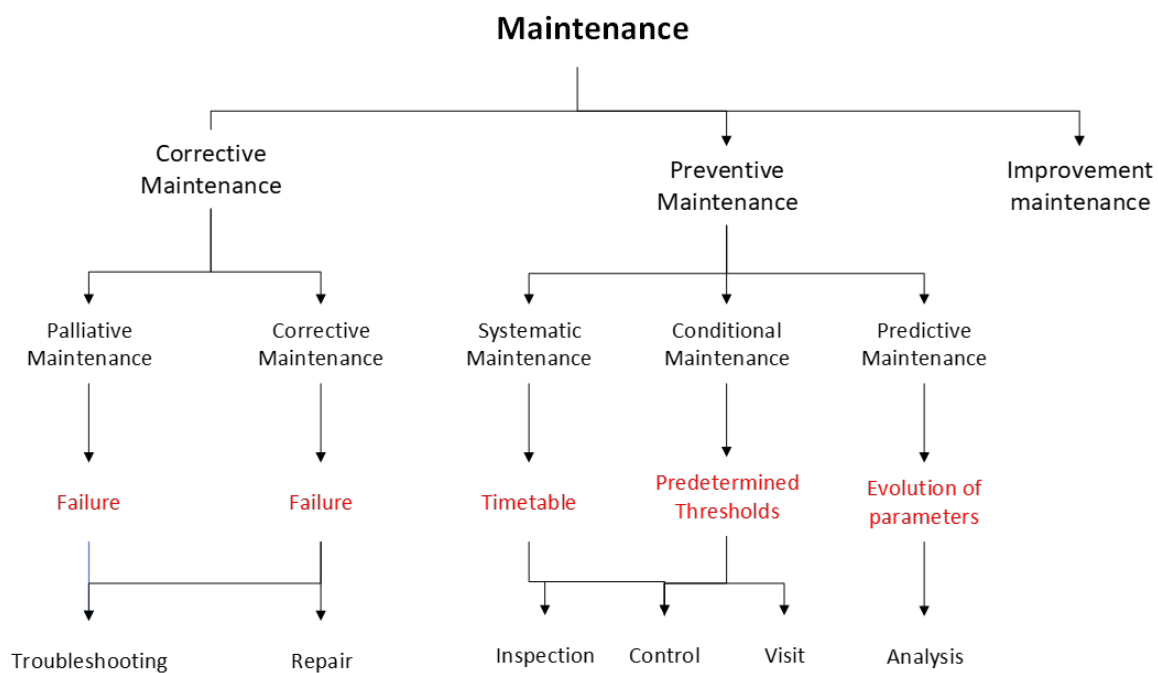 Maintenance
Corrective
Maintenance
Preventive
Maintenance
Improvement
maintenance
Palliative
Maintenance
Corrective
Maintenance
Systematic
Maintenance
Conditional
Maintenance
Predictive
Maintenance
Failure
Failure
Timetable
Predetermined
Thresholds
Evolution of
parameters
Troubleshooting
Repair
Inspection
Control
Visit
Analysis